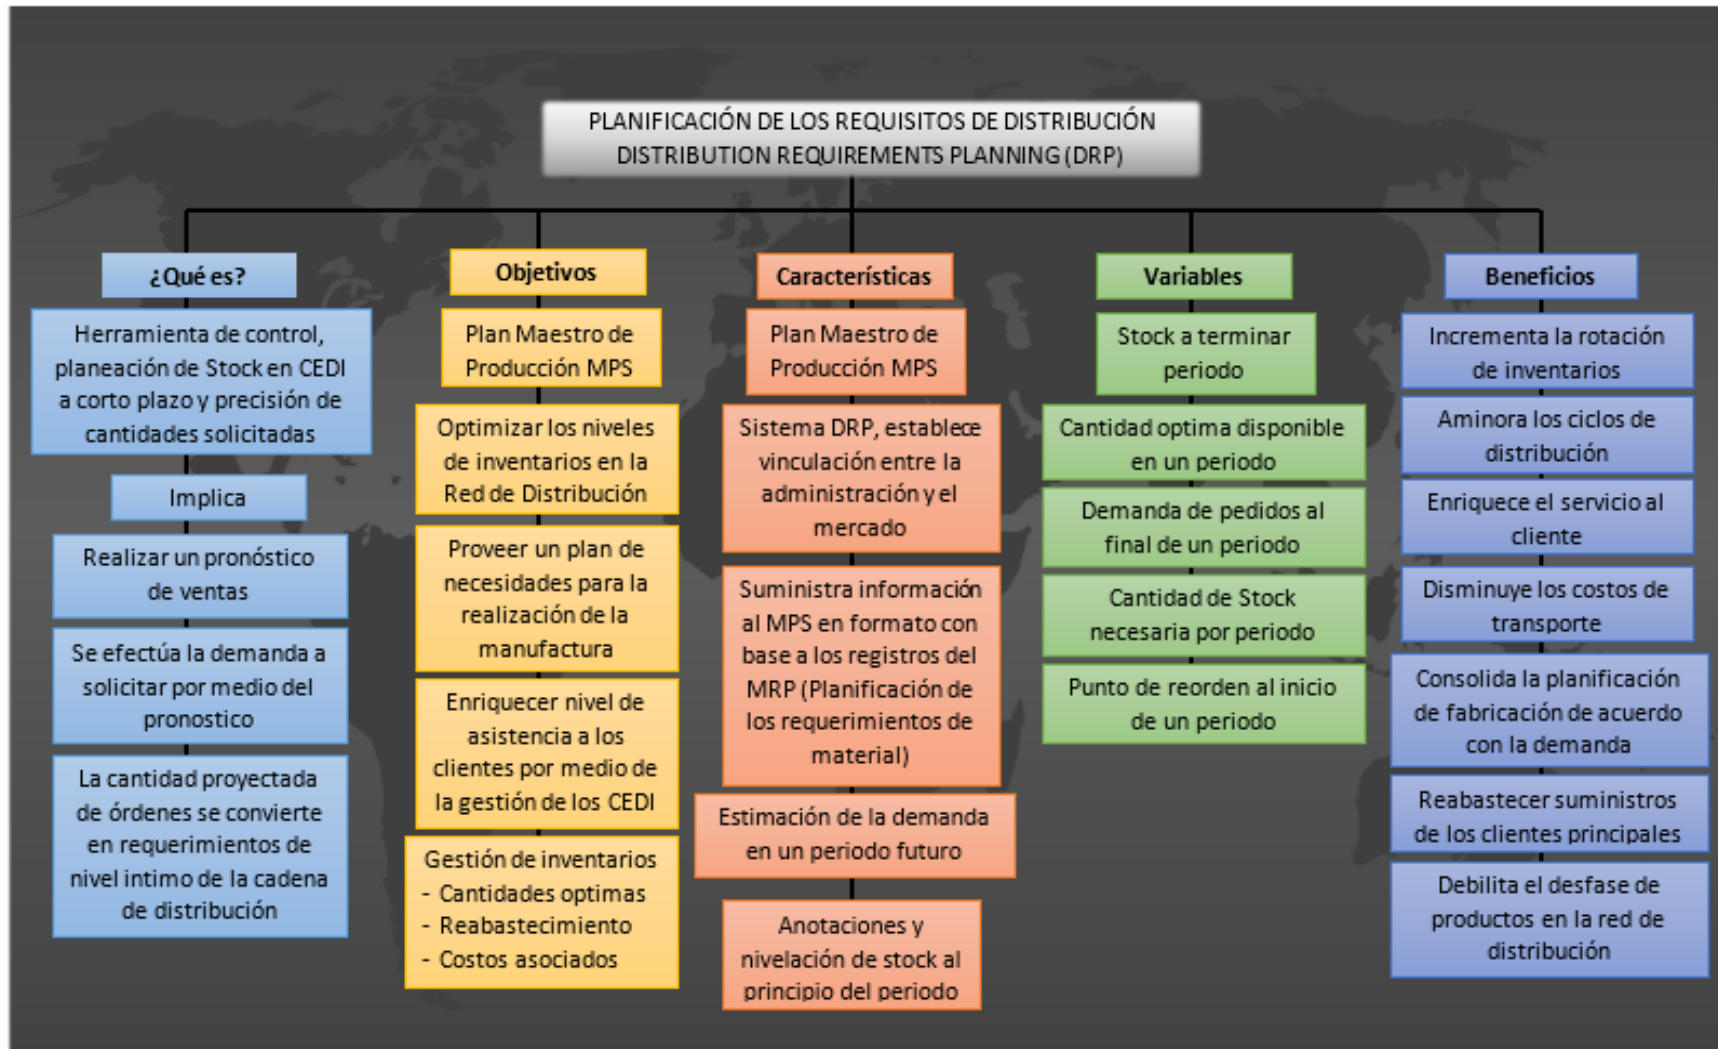 PLANIFICACIÓN DE LOS REQUISITOS DE DISTRIBUCIÓN
DISTRIBUTION REQUIREMENTS PLANNING (DRP)
¿Qué es?
Herramienta de control,
planeación de Stock en CEDI
a corto plazo y precisión de
cantidades solicitadas
Implica
Realizar un pronóstico
de ventas
Se efectúa la demanda a
solicitar por medio del
pronostico
La cantidad proyectada
de órdenes se convierte
en requerimientos de
nivel intimo de la cadena
de distribución
Objetivos
Plan Maestro de
Producción MPS
Optimizar los niveles
de inventarios en la
Red de Distribución
Proveer un plan de
necesidades para la
realización de la
manufactura
Enriquecer nivel de
asistencia a los
clientes por medio de
la gestión de los CEDI
Gestión de inventarios
- Cantidades optimas
- Reabastecimiento
- Costos asociados
Característícas
Plan Maestro de
Producción MPS
Sistema DRP, establece
vinculación entre la
administración y el
mercado
Suministra información
al MPS en formato con
base a los registros del
MRP (Planificación de
los requerimientos de
material)
Estimación de la demanda
en un periodo futuro
Anotaciones y
nivelación de stock al
principio del periodo
Variables
Stock a terminar
periodo
Cantidad optima disponible
en un periodo
Demanda de pedidos al
final de un periodo
Cantidad de Stock
necesaria por periodo
Punto de reorden al inicio
de un periodo
Beneficios
Incrementa la rotación
de inventarios
Aminora los ciclos de
distribución
Enriquece el servicio al
cliente
Disminuye los costos de
transporte
Consolida la planificación
de fabricación de acuerdo
con la demanda
Reabastecer suministros
de los clientes principales
Debilita el desfase de
productos en la red de
distribución